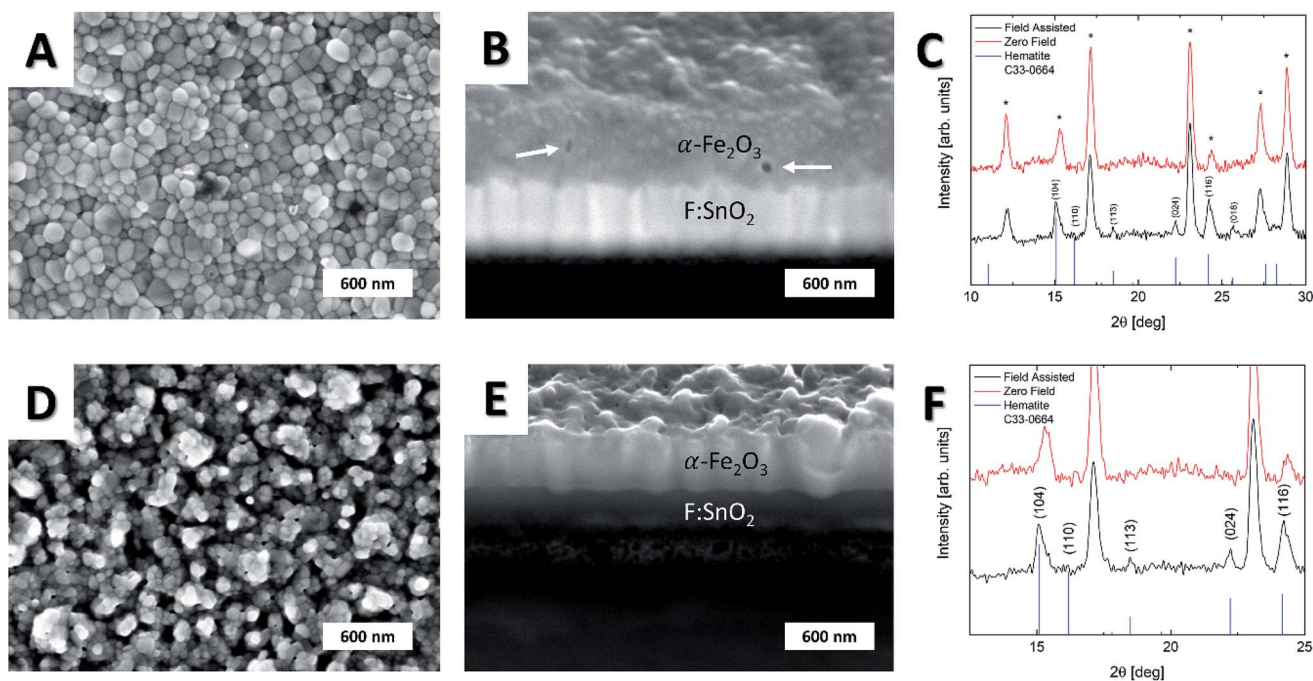 A
600 nm
B
α-Fe2O3
F:SnO2
600 nm
C
Field Assisted
Zero Field
Hematite
C33-0664
Intensity [arb. units]
* * * * * * *
(104)
(110)
(113)
(024)
(116)
(018)
10 15 20 25 30
2θ [deg]
D
600 nm
E
α-Fe2O3
F:SnO2
600 nm
F
Field Assisted
Zero Field
Hematite
C33-0664
Intensity [arb. units]
(104)
(110)
(113)
(024)
(116)
15 20 25
2θ [deg]